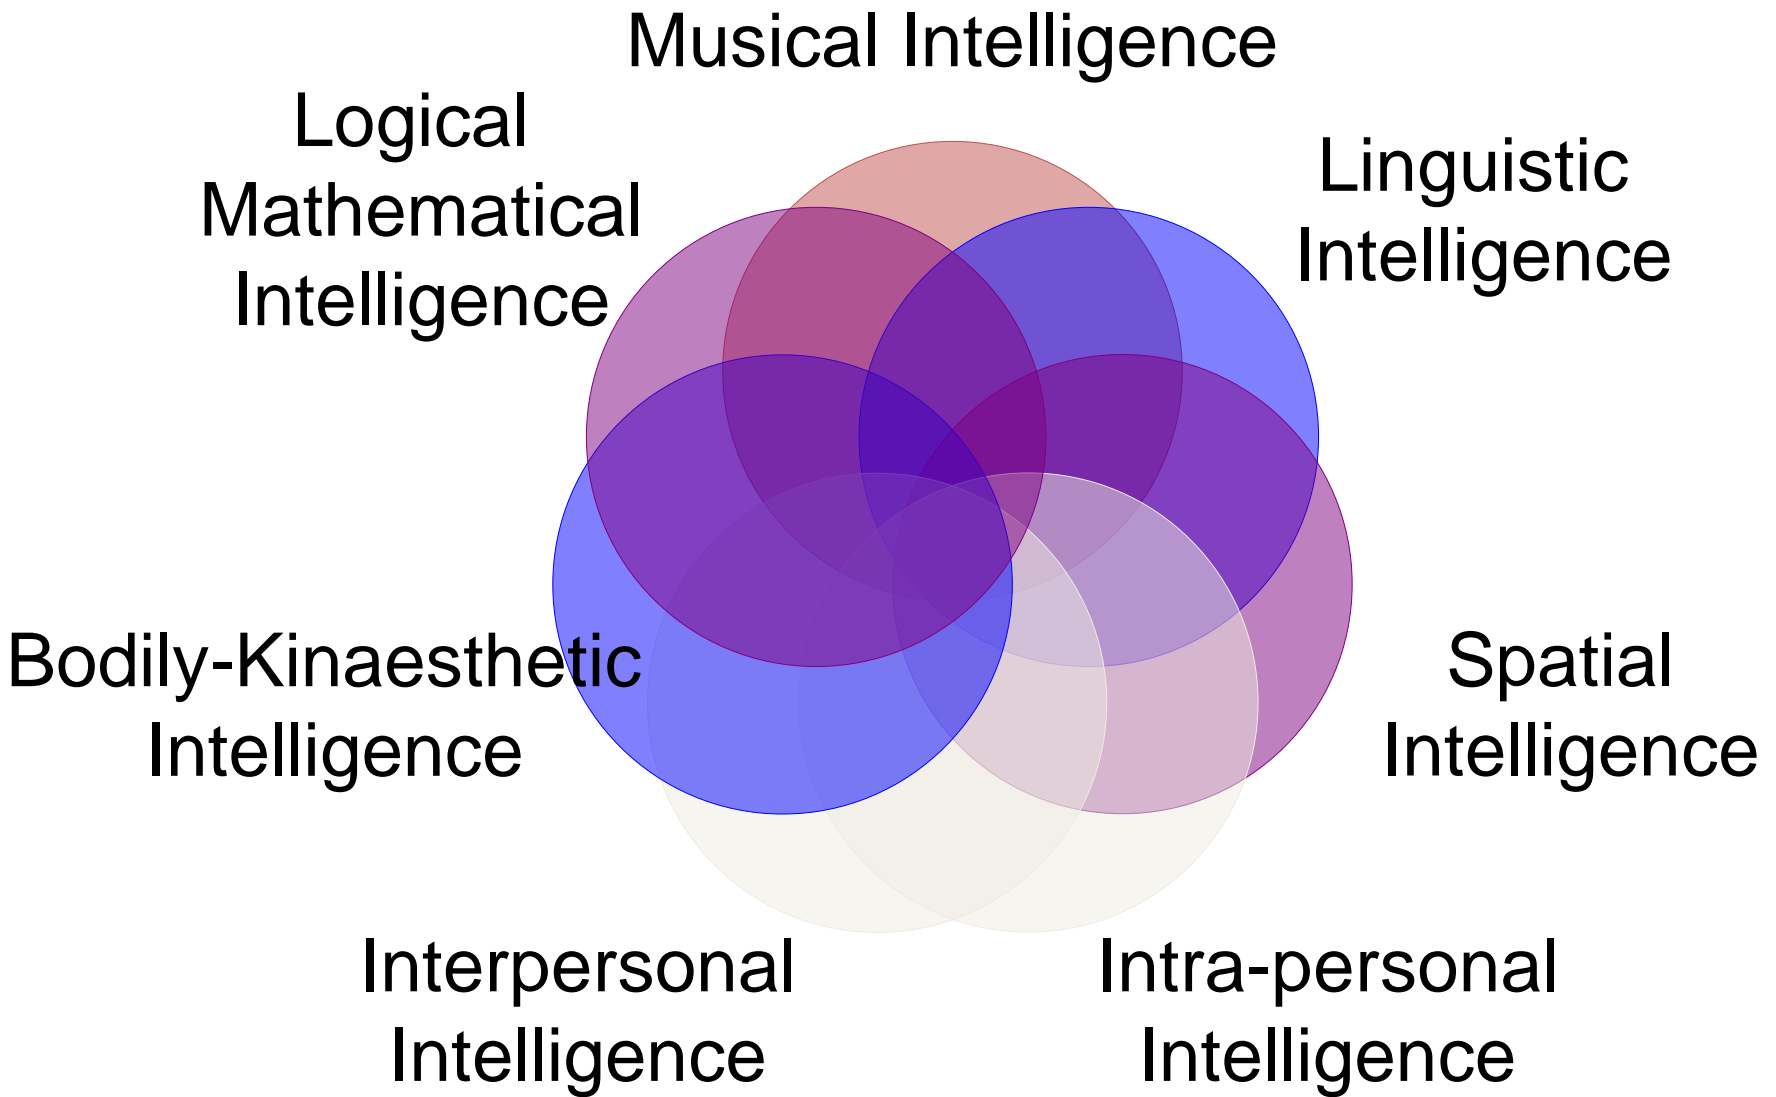 Musical Intelligence
Logical
Mathematical
Intelligence
Linguistic
Intelligence
Bodily-Kinaesthetic
Intelligence
Spatial
Intelligence
Interpersonal
Intelligence
Intra-personal
Intelligence